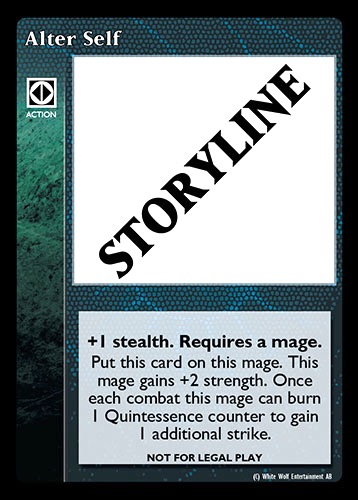 Alter Self
ACTION
STORYLINE
+1 stealth. Requires a mage.
Put this card on this mage. This
mage gains +2 strength. Once
each combat this mage can burn
1 Quintessence counter to gain
1 additional strike.
NOT FOR LEGAL PLAY
(C) White Wolf Entertainment AB